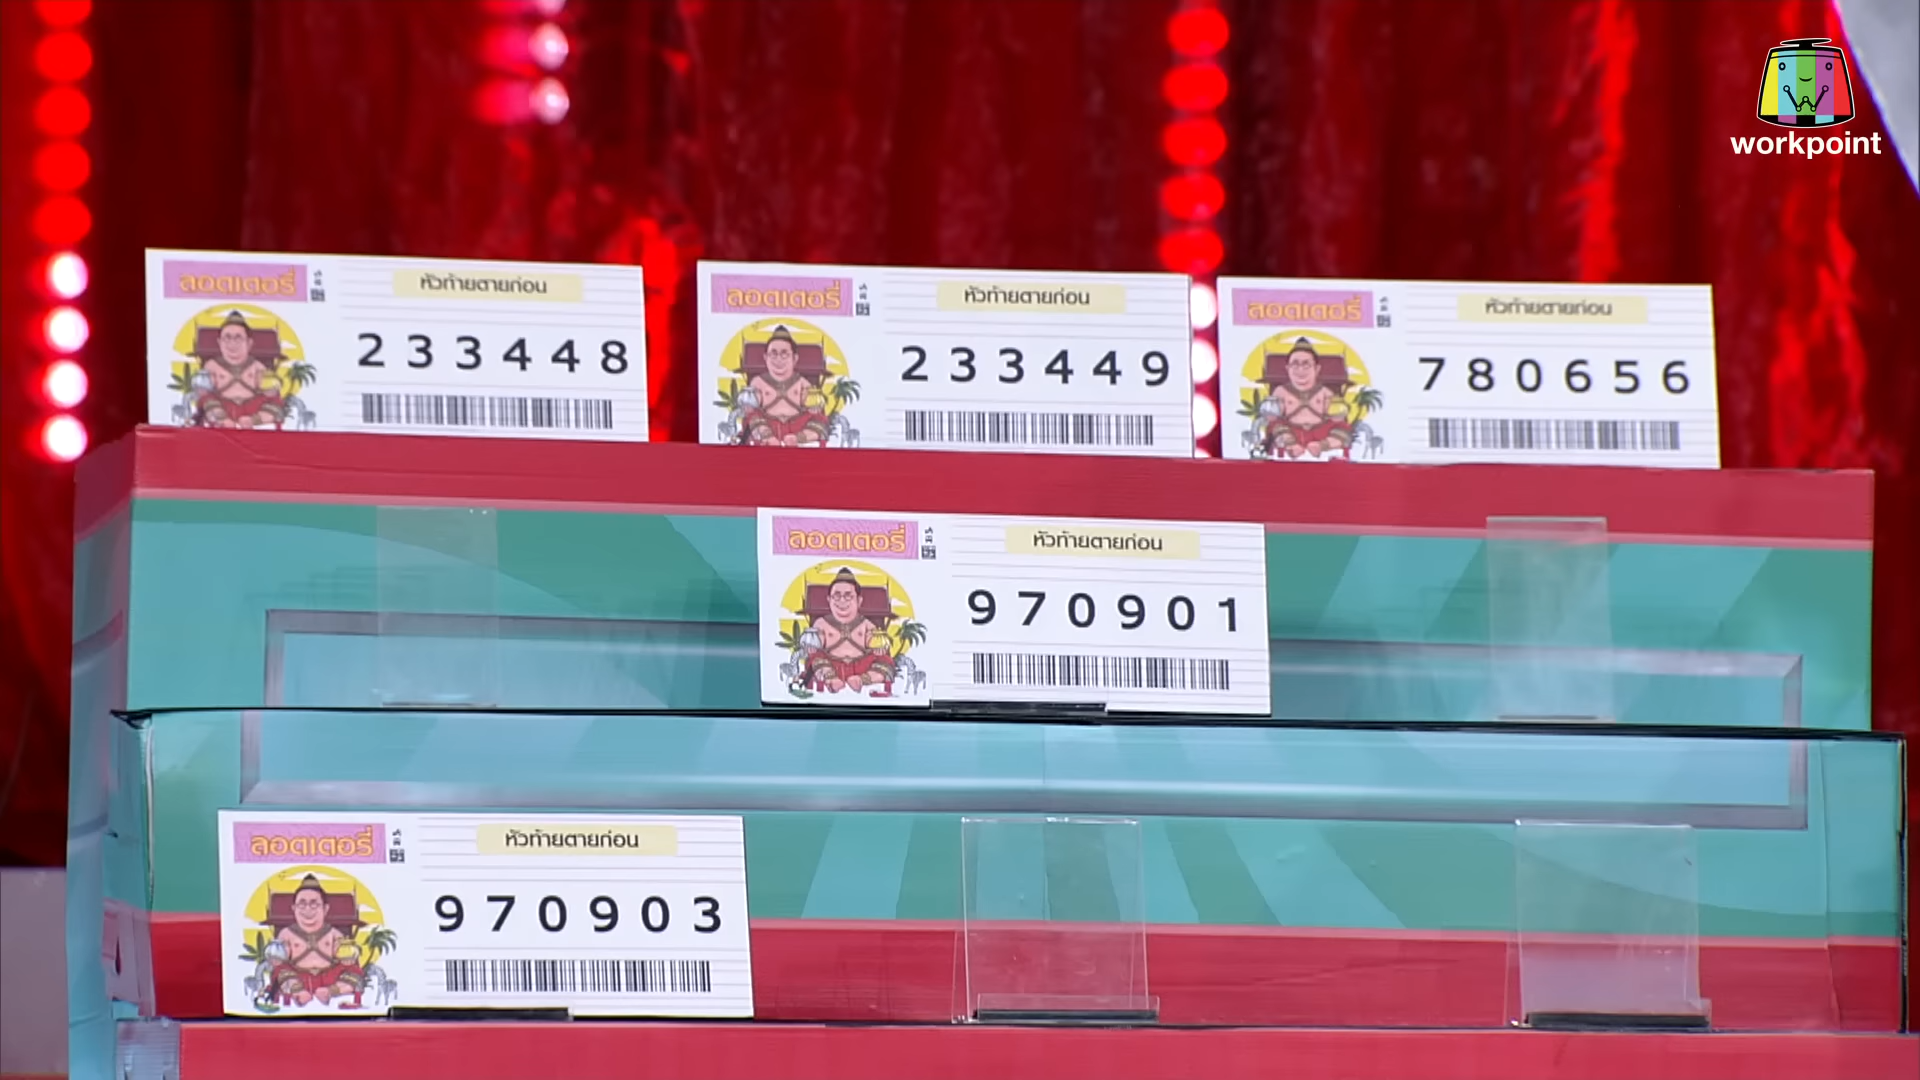 workpoint
ลอตเตอรี่
หัวท้ายตายก่อน
233448
ลอตเตอรี่
หัวท้ายตายก่อน
233449
ลอตเตอรี่
หัวท้ายตายก่อน
780656
ลอตเตอรี่
หัวท้ายตายก่อน
970901
ลอตเตอรี่
หัวท้ายตายก่อน
970903